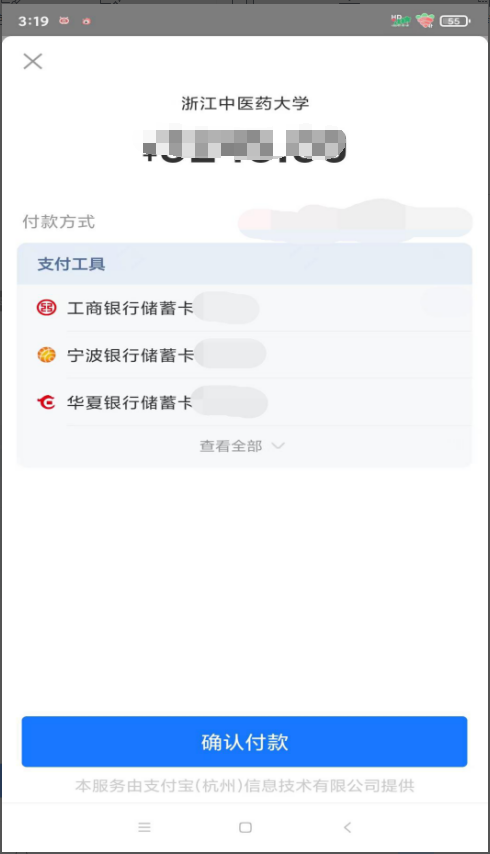 3:19
HD
55
浙江中医药大学
付款方式
支付工具
工商银行储蓄卡
宁波银行储蓄卡
华夏银行储蓄卡
查看全部
确认付款
本服务由支付宝(杭州)信息技术有限公司提供